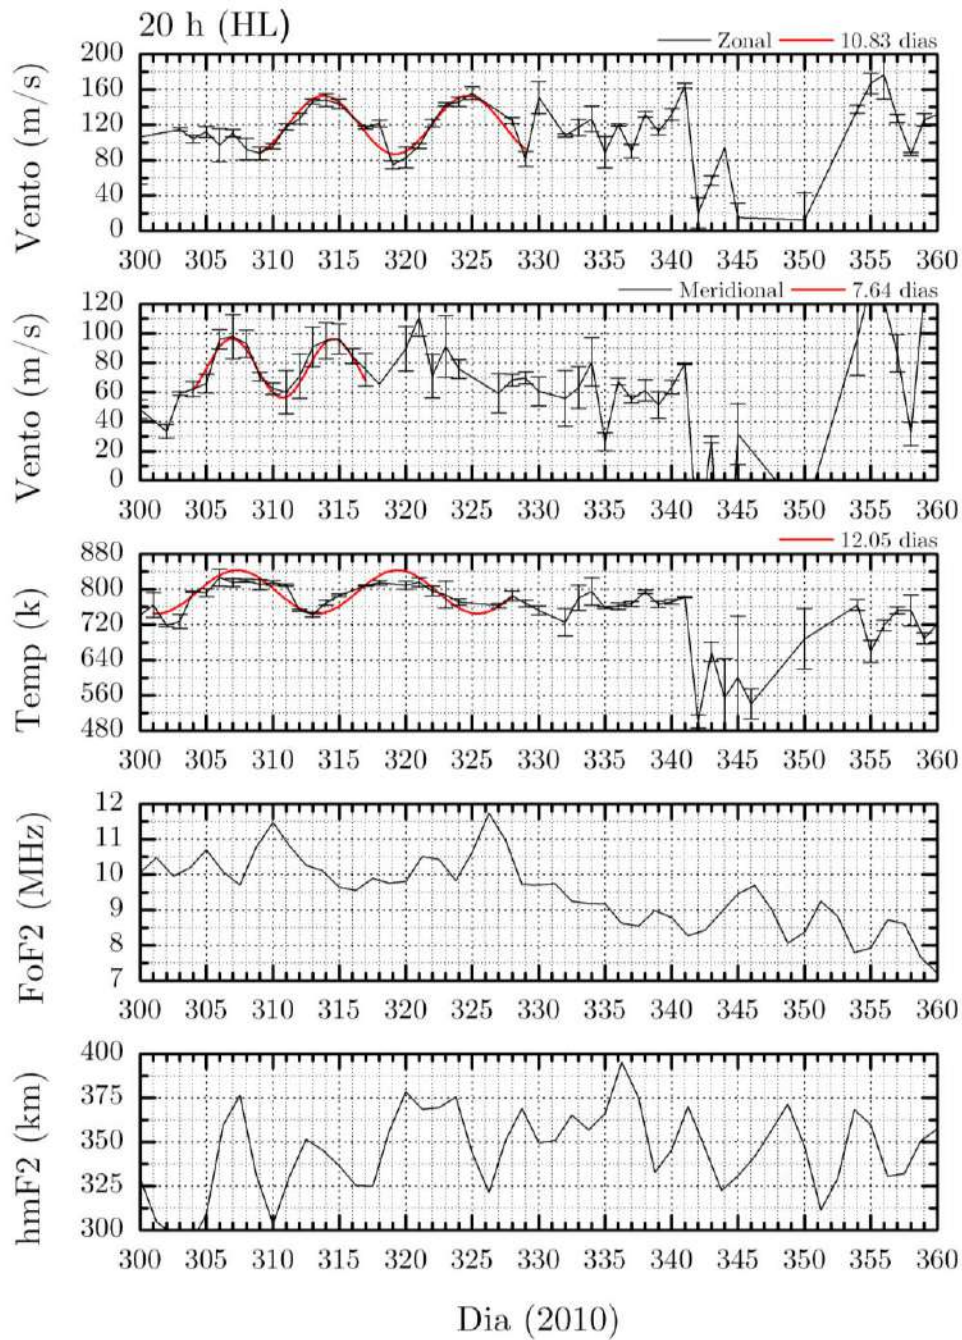 20 h (HL)
Zonal 10.83 dias
Vento (m/s)
200
160
120
80
40
0
300 305 310 315 320 325 330 335 340 345 350 355 360
Meridional 7.64 dias
Vento (m/s)
120
100
80
60
40
20
0
300 305 310 315 320 325 330 335 340 345 350 355 360
12.05 dias
Temp (k)
880
800
720
640
560
480
300 305 310 315 320 325 330 335 340 345 350 355 360
FoF2 (MHz)
12
11
10
9
8
7
300 305 310 315 320 325 330 335 340 345 350 355 360
hmF2 (km)
400
375
350
325
300
300 305 310 315 320 325 330 335 340 345 350 355 360
Dia (2010)